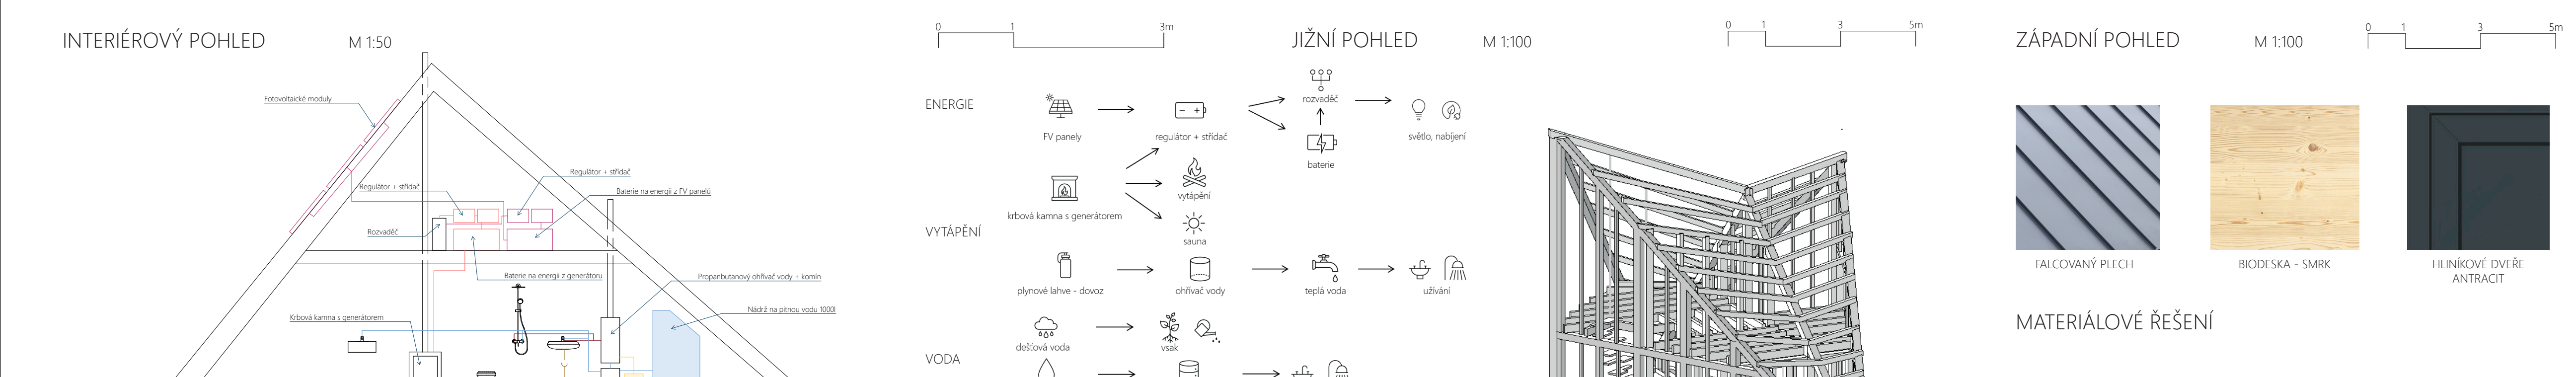 INTERIÉROVÝ POHLED
M 1:50
0 1 3m
JIŽNÍ POHLED
M 1:100
0 1 3 5m
ZÁPADNÍ POHLED
M 1:100
0 1 3 5m
Fotovoltaické moduly
Regulátor + střídač
Regulátor + střídač
Baterie na energii z FV panelů
Rozvaděč
Baterie na energii z generátoru
Propanbutanový ohřívač vody + komín
Nádrž na pitnou vodu 1000l
Krbová kamna s generátorem
ENERGIE
FV panely
regulátor + střídač
rozvaděč
baterie
světlo, nabíjení
VYTÁPĚNÍ
krbová kamna s generátorem
vytápění
sauna
plynové lahve - dovoz
ohřívač vody
teplá voda
užívání
VODA
dešťová voda
vsak
FALCOVANÝ PLECH
BIODESKA - SMRK
HLINÍKOVÉ DVEŘE
ANTRACIT
MATERIÁLOVÉ ŘEŠENÍ